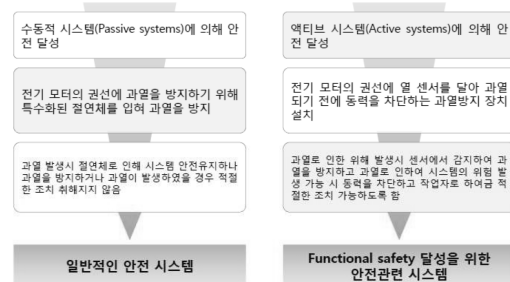 수동적 시스템(Passive systems)에 의해 안
전 달성
전기 모터의 권선에 과열을 방지하기 위해
특수화된 절연체를 입혀 과열을 방지
과열 발생시 절연체로 인해 시스템 안전유지하나
과열을 방지하거나 과열이 발생하였을 경우 적절
한 조치 취해지지 않음
일반적인 안전 시스템
액티브 시스템(Active systems)에 의해 안
전 달성
전기 모터의 권선에 열 센서를 달아 과열
되기 전에 동력을 차단하는 과열방지 장치
설치
과열로 인한 위해 발생시 센서에서 감지하여 과
열을 방지하고 과열로 인하여 시스템의 위험 발
생 가능 시 동력을 차단하고 작업자로 하여금 적
절한 조치 가능하도록 함
Functional safety 달성을 위한
안전관련 시스템